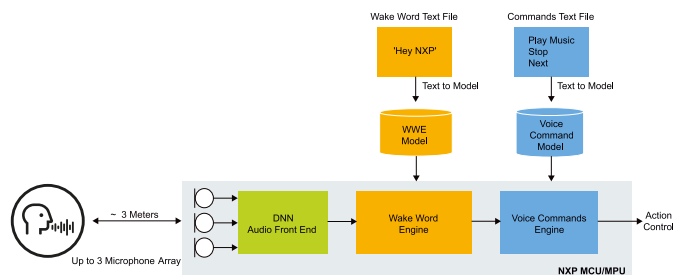 Wake Word Text File
Commands Text File
'Hey NXP'
Play Music
Stop
Next
Text to Model
Text to Model
WWE
Model
Voice
Command
Model
~ 3 Meters
DNN
Audio Front End
Wake Word
Engine
Voice Commands
Engine
Action
Control
Up to 3 Microphone Array
NXP MCU/MPU